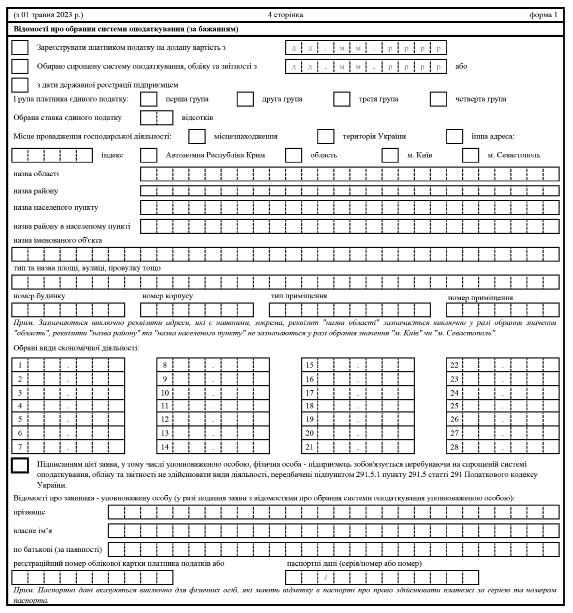 (з 01 травня 2023 р.) 4 сторінка форма 1
Відомості про обрання системи оподаткування (за бажанням)
Зареєструвати платником податку на додану вартість з д д . м м . р р р р
Обираю спрощену систему оподаткування, обліку та звітності з д д . м м . р р р р або
з дати державної реєстрації підприємцем
Група платника єдиного податку: перша група друга група третя група четверта група
Обрана ставка єдиного податку відсотків
Місце провадження господарської діяльності: місцезнаходження територія України інша адреса:
індекс Автономна Республіка Крим область м. Київ м. Севастополь
назва області
назва району
назва населеного пункту
назва району в населеному пункті
назва іменованого об'єкта
тип та назва площі, вулиці, провулку тощо
номер будинку номер корпусу тип приміщення номер приміщення
Прим. Зазначаються виключно реквізити адреси, які є наявними, зокрема, реквізит "назва області" зазначається виключно у разі обрання значення
"область", реквізити "назва району" та "назва населеного пункту" не зазначаються у разі обрання значення "м. Київ" чи "м. Севастополь".
Обрані види економічної діяльності:
1 . 8 . 15 . 22 .
2 . 9 . 16 . 23 .
3 . 10 . 17 . 24 .
4 . 11 . 18 . 25 .
5 . 12 . 19 . 26 .
6 . 13 . 20 . 27 .
7 . 14 . 21 . 28 .
Підписанням цієї заяви, у тому числі уповноваженою особою, фізична особа - підприємець зобов'язується перебуваючи на спрощеній системі
оподаткування, обліку та звітності не здійснювати види діяльності, передбачені підпунктом 291.5.1 пункту 291.5 статті 291 Податкового кодексу
України.
Відомості про заявника - уповноважену особу (у разі подання заяви з відомостями про обрання системи оподаткування уповноваженою особою):
прізвище
власне ім'я
по батькові (за наявності)
реєстраційний номер облікової картки платника податків або паспортні дані (серія/номер або номер)
/
Прим. Паспортні дані вказуються виключно для фізичних осіб, які мають відмітку в паспорті про право здійснювати платежі за серією та номером
паспорта.